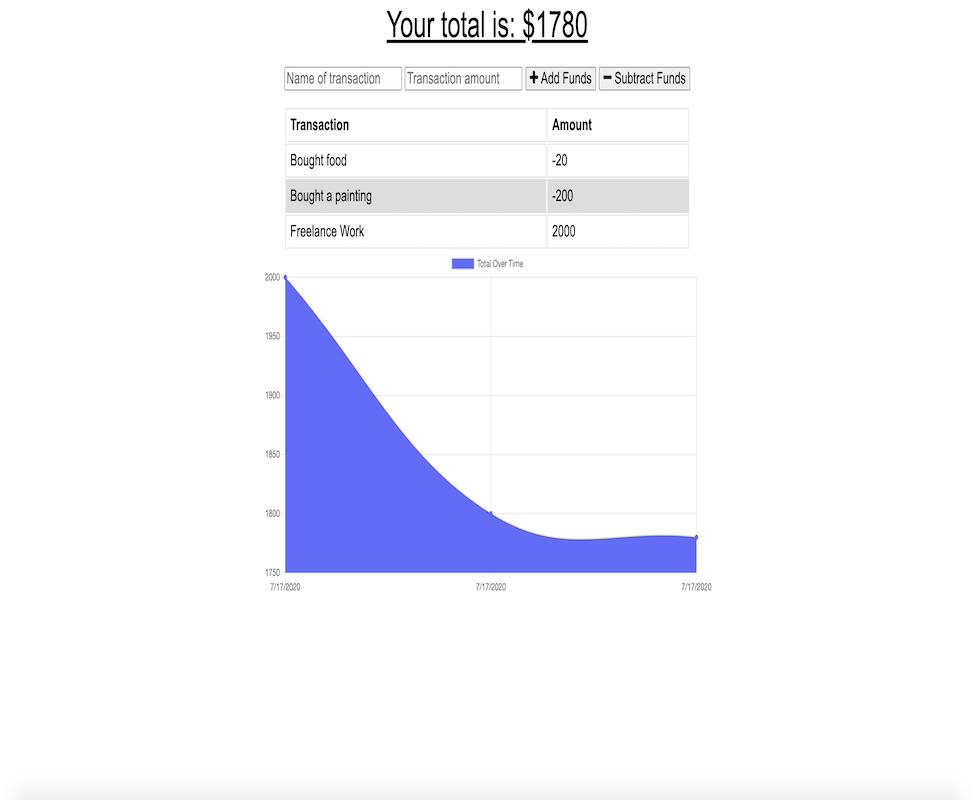 Your total is: $1780
Name of transaction Transaction amount + Add Funds − Subtract Funds
Transaction Amount
Bought food -20
Bought a painting -200
Freelance Work 2000
Total Over Time
2000
1950
1900
1850
1800
1750
7/17/2020 7/17/2020 7/17/2020